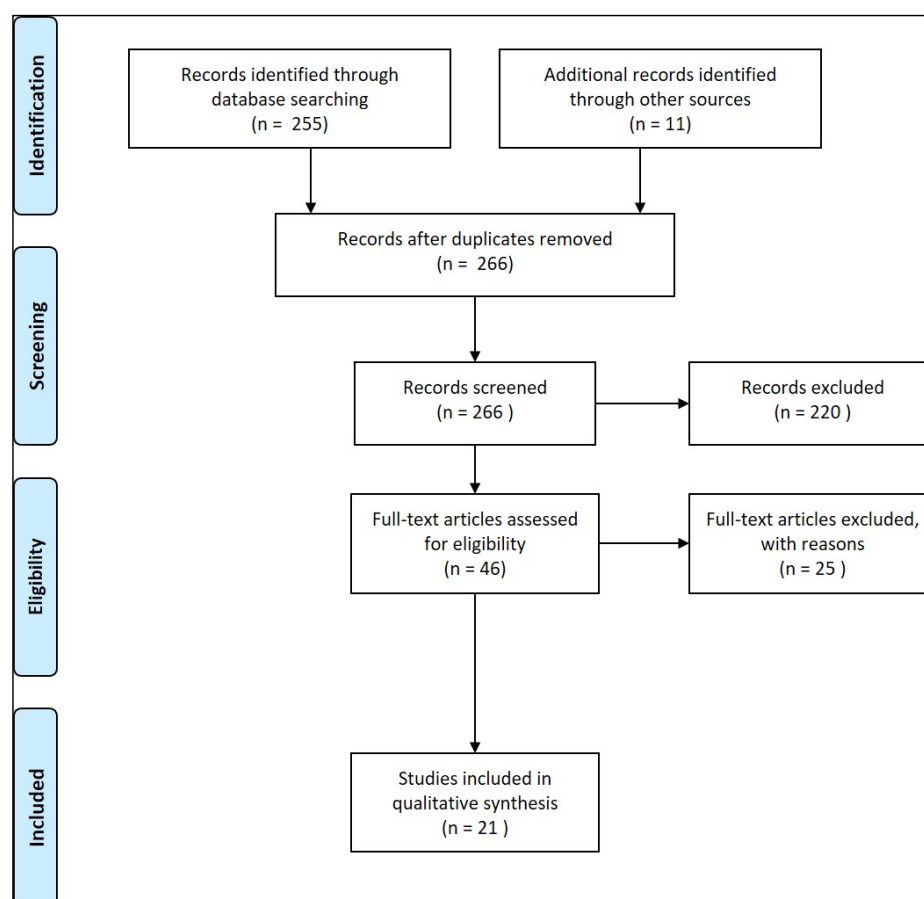 Identification
Records identified through
database searching
(n = 255)
Additional records identified
through other sources
(n = 11)
Records after duplicates removed
(n = 266)
Screening
Records screened
(n = 266 )
Records excluded
(n = 220 )
Eligibility
Full-text articles assessed
for eligibility
(n = 46)
Full-text articles excluded,
with reasons
(n = 25 )
Included
Studies included in
qualitative synthesis
(n = 21 )